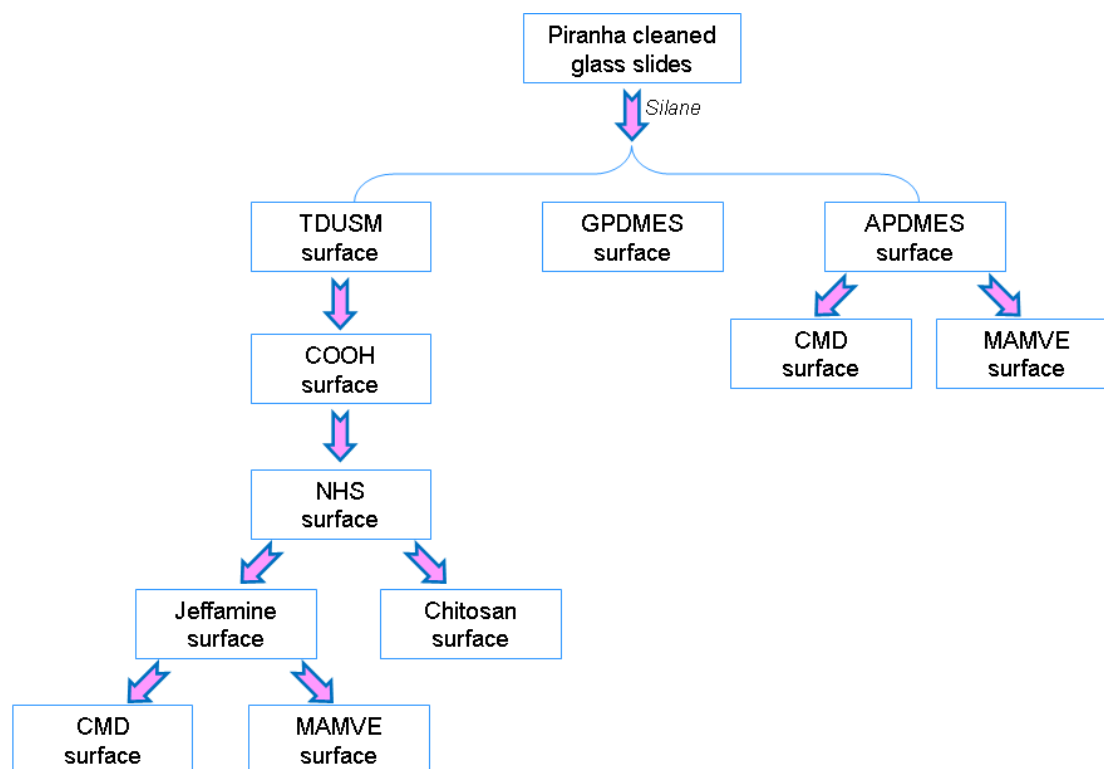 Piranha cleaned
glass slides
Silane
TDUSM
surface
GPDMES
surface
APDMES
surface
COOH
surface
CMD
surface
MAMVE
surface
NHS
surface
Jeffamine
surface
Chitosan
surface
CMD
surface
MAMVE
surface